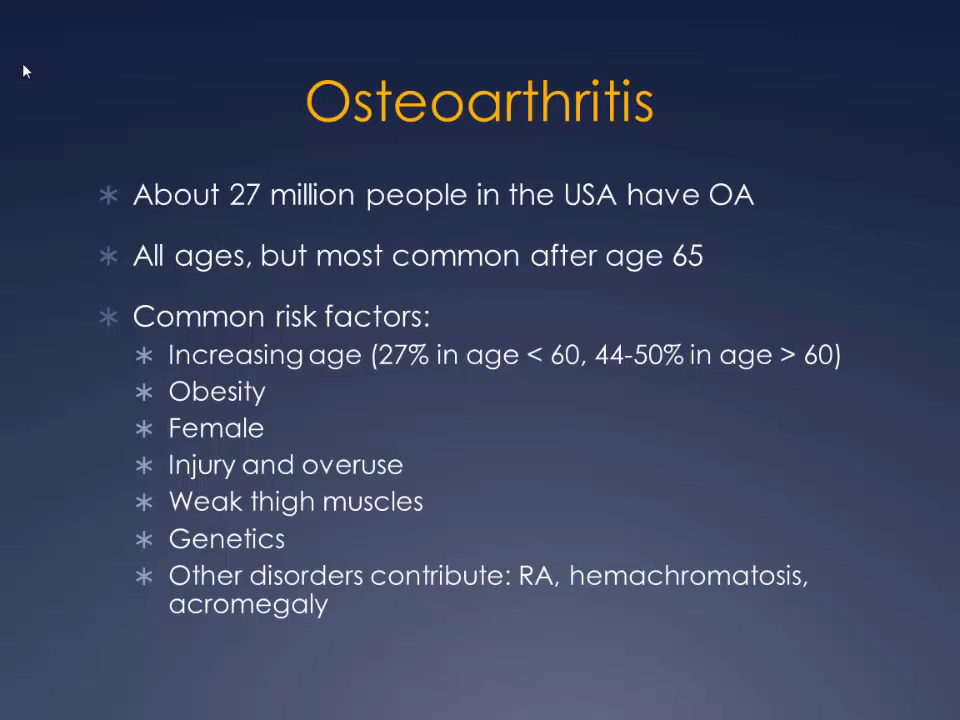 Osteoarthritis
About 27 million people in the USA have OA
All ages, but most common after age 65
Common risk factors:
Increasing age (27% in age < 60, 44-50% in age > 60)
Obesity
Female
Injury and overuse
Weak thigh muscles
Genetics
Other disorders contribute: RA, hemachromatosis,
acromegaly